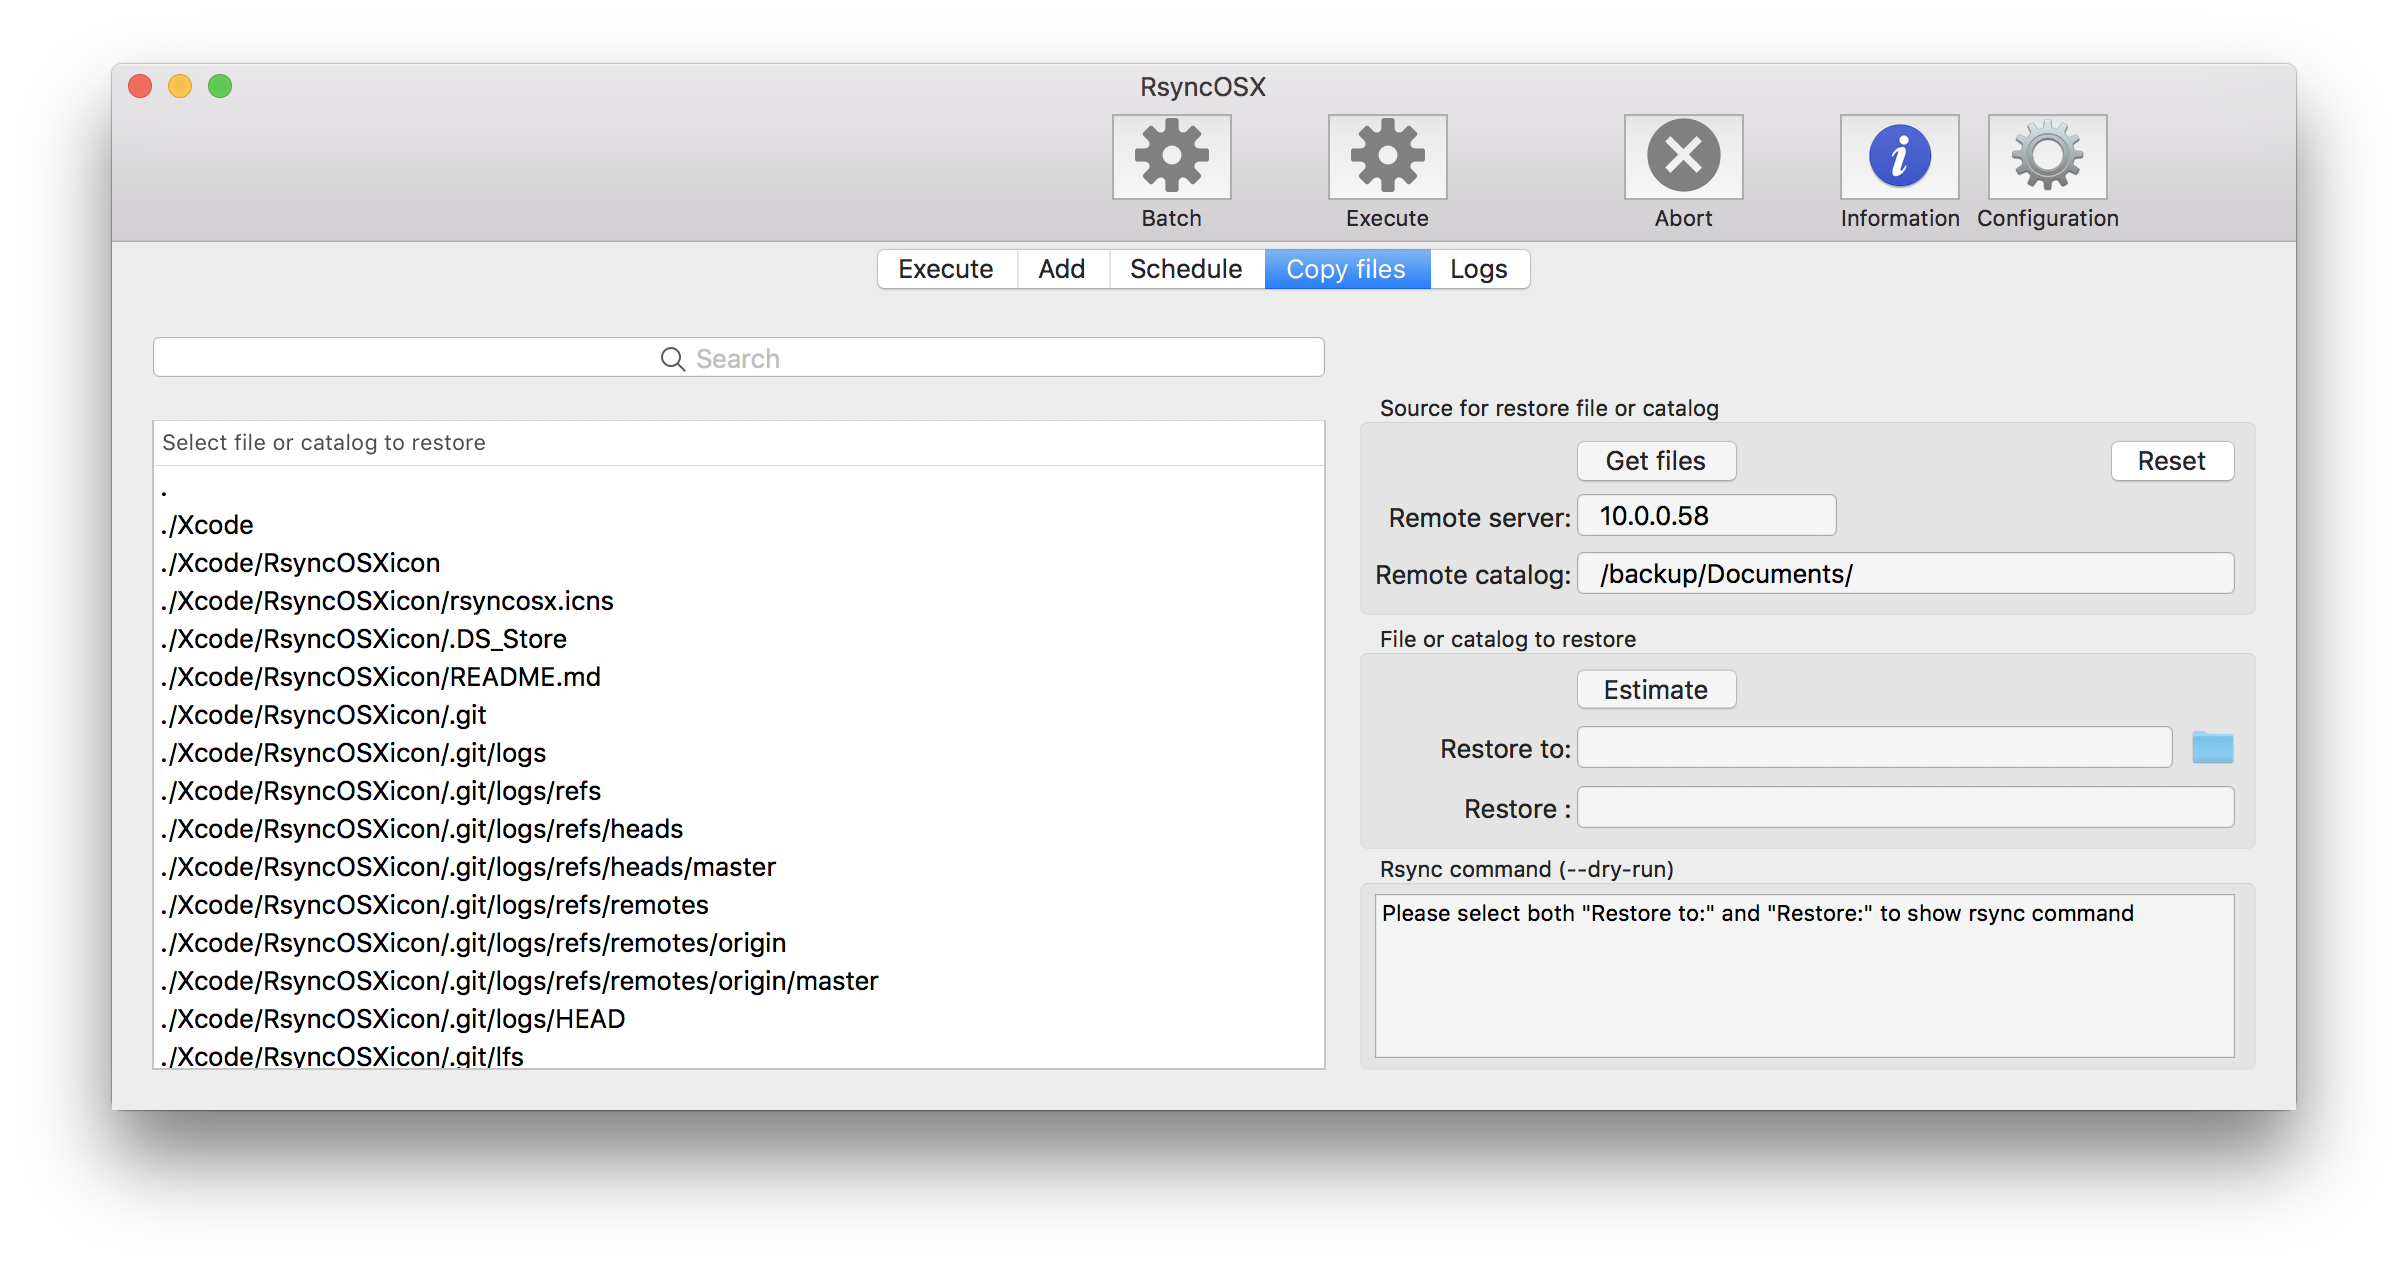 RsyncOSX
Batch
Execute
Abort
Information
Configuration
Execute
Add
Schedule
Copy files
Logs
Search
Select file or catalog to restore
.
./Xcode
./Xcode/RsyncOSXicon
./Xcode/RsyncOSXicon/rsyncosx.icns
./Xcode/RsyncOSXicon/.DS_Store
./Xcode/RsyncOSXicon/README.md
./Xcode/RsyncOSXicon/.git
./Xcode/RsyncOSXicon/.git/logs
./Xcode/RsyncOSXicon/.git/logs/refs
./Xcode/RsyncOSXicon/.git/logs/refs/heads
./Xcode/RsyncOSXicon/.git/logs/refs/heads/master
./Xcode/RsyncOSXicon/.git/logs/refs/remotes
./Xcode/RsyncOSXicon/.git/logs/refs/remotes/origin
./Xcode/RsyncOSXicon/.git/logs/refs/remotes/origin/master
./Xcode/RsyncOSXicon/.git/logs/HEAD
./Xcode/RsyncOSXicon/.git/lfs
Source for restore file or catalog
Get files
Reset
Remote server: 10.0.0.58
Remote catalog: /backup/Documents/
File or catalog to restore
Estimate
Restore to:
Restore :
Rsync command (--dry-run)
Please select both "Restore to:" and "Restore:" to show rsync command